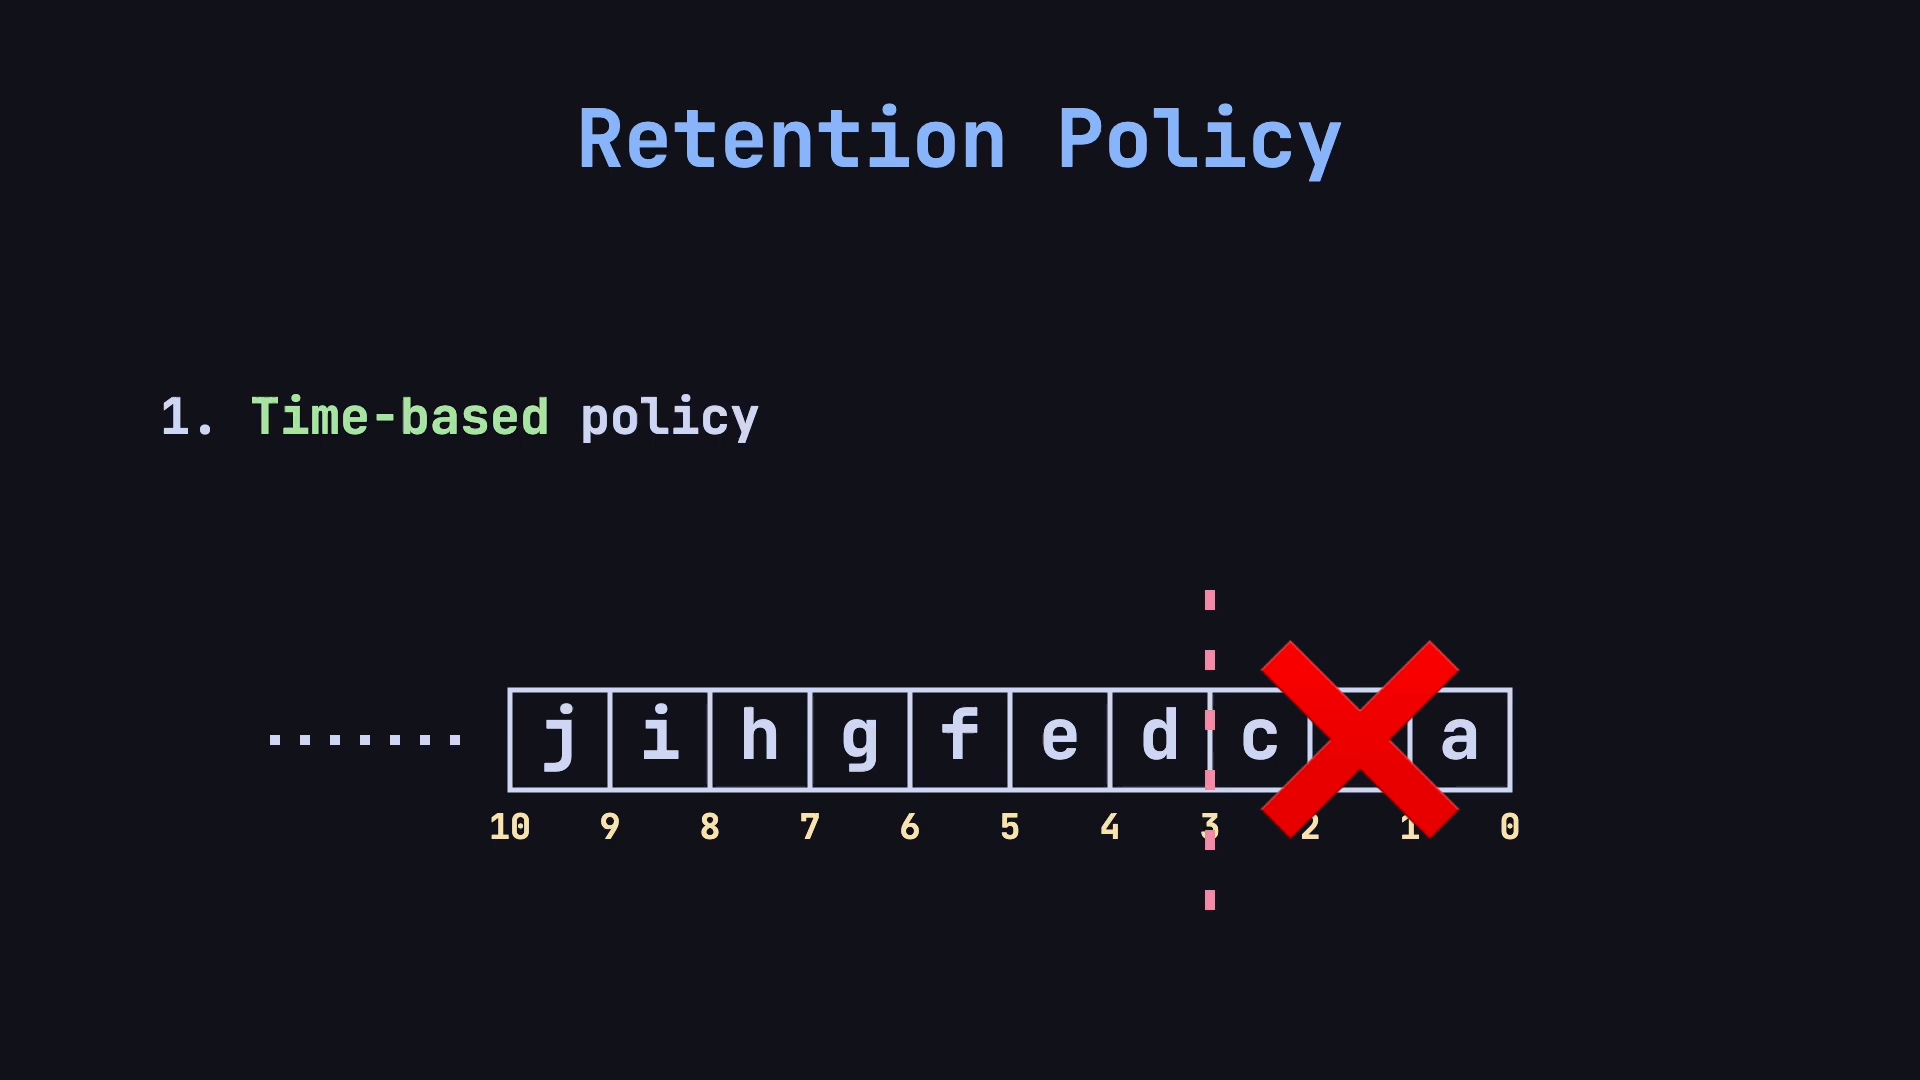 Retention Policy
1. Time-based policy
....... j i h g f e d c a
10 9 8 7 6 5 4 3 2 1 0